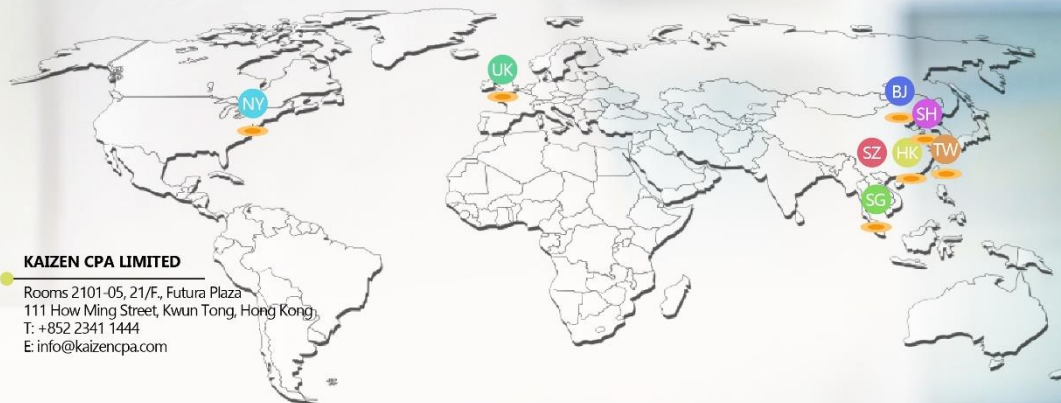 UK
NY
BJ
SH
SZ
HK
TW
SG
KAIZEN CPA LIMITED
Rooms 2101-05, 21/F., Futura Plaza
111 How Ming Street, Kwun Tong, Hong Kong
T: +852 2341 1444
E: info@kaizencpa.com